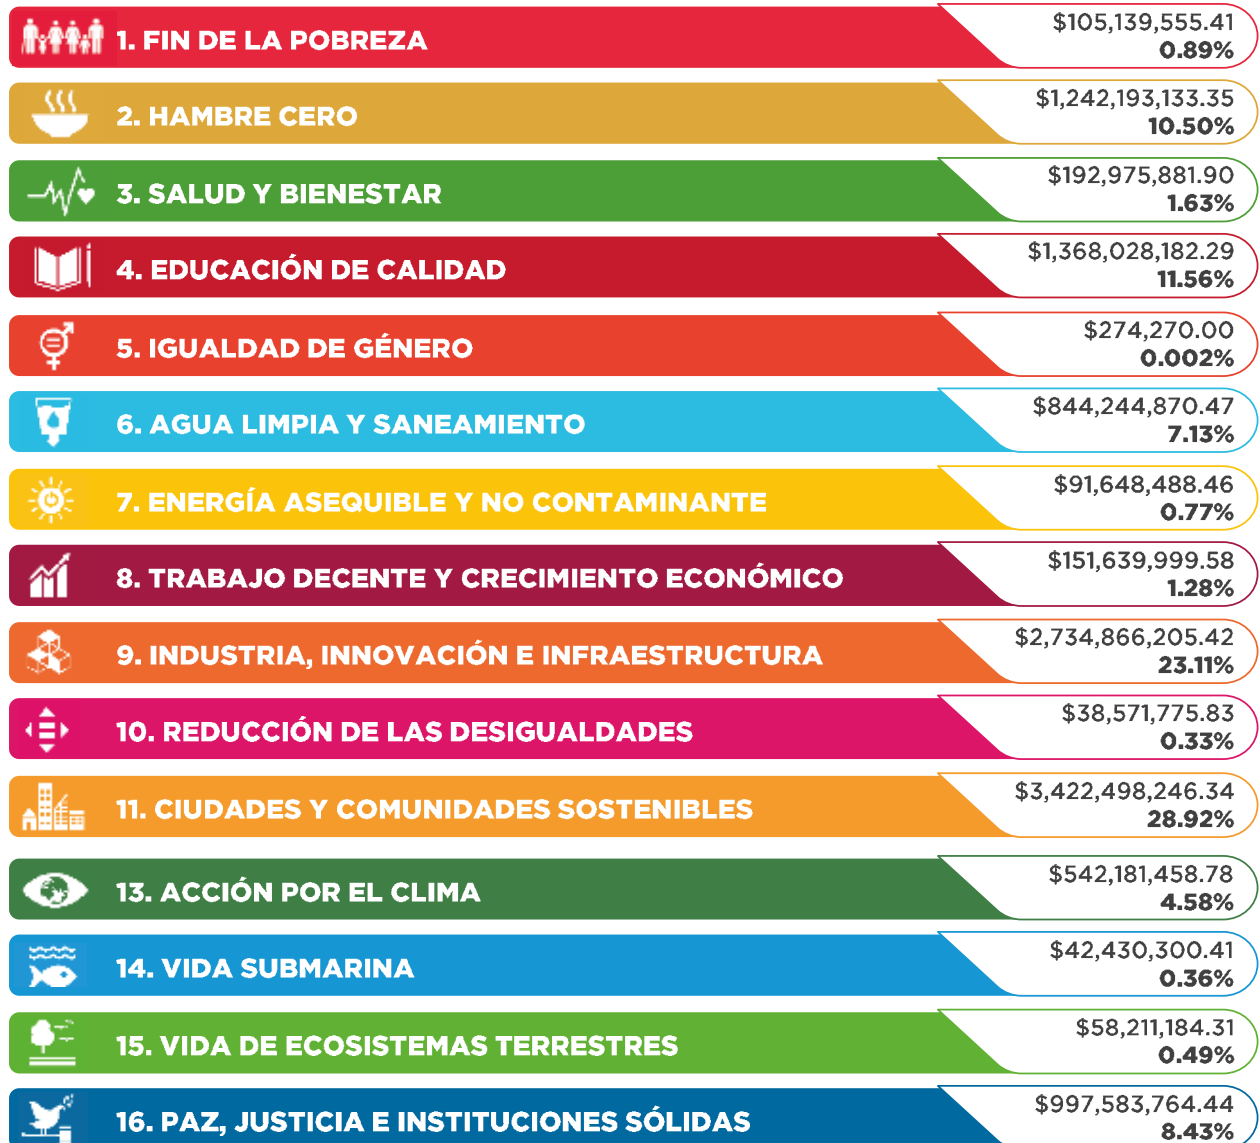 1. FIN DE LA POBREZA
$105,139,555.41
0.89%
2. HAMBRE CERO
$1,242,193,133.35
10.50%
3. SALUD Y BIENESTAR
$192,975,881.90
1.63%
4. EDUCACIÓN DE CALIDAD
$1,368,028,182.29
11.56%
5. IGUALDAD DE GÉNERO
$274,270.00
0.002%
6. AGUA LIMPIA Y SANEAMIENTO
$844,244,870.47
7.13%
7. ENERGÍA ASEQUIBLE Y NO CONTAMINANTE
$91,648,488.46
0.77%
8. TRABAJO DECENTE Y CRECIMIENTO ECONÓMICO
$151,639,999.58
1.28%
9. INDUSTRIA, INNOVACIÓN E INFRAESTRUCTURA
$2,734,866,205.42
23.11%
10. REDUCCIÓN DE LAS DESIGUALDADES
$38,571,775.83
0.33%
11. CIUDADES Y COMUNIDADES SOSTENIBLES
$3,422,498,246.34
28.92%
13. ACCIÓN POR EL CLIMA
$542,181,458.78
4.58%
14. VIDA SUBMARINA
$42,430,300.41
0.36%
15. VIDA DE ECOSISTEMAS TERRESTRES
$58,211,184.31
0.49%
16. PAZ, JUSTICIA E INSTITUCIONES SÓLIDAS
$997,583,764.44
8.43%